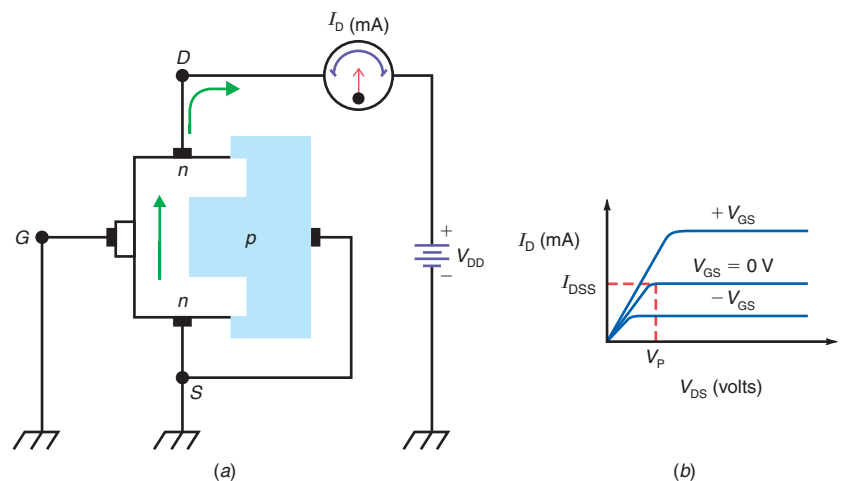 I_D (mA)
D
n
G
p
+
V_DD
−
n
S
(a)
I_D (mA)
+ V_GS
V_GS = 0 V
I_DSS
− V_GS
V_P
V_DS (volts)
(b)